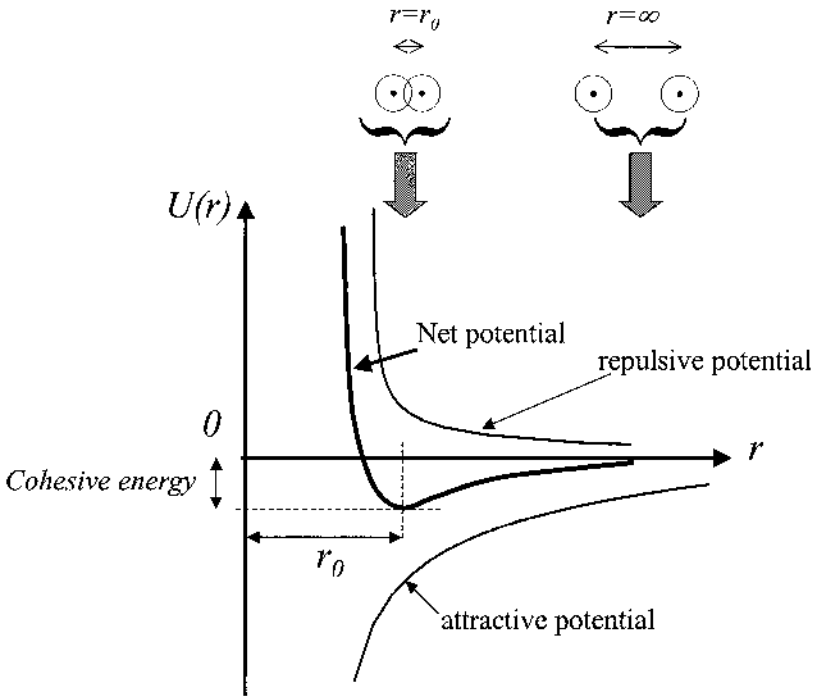 r=r₀
r=∞
U(r)
Net potential
repulsive potential
0
r
Cohesive energy
r₀
attractive potential